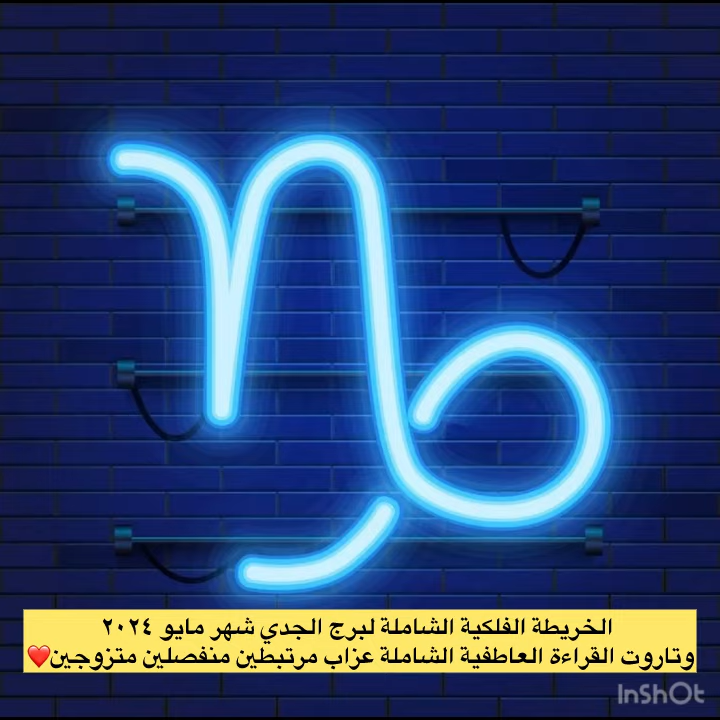 الخريطة الفلكية الشاملة لبرج الجدي شهر مايو ٢٠٢٤
وتاروت القراءة العاطفية الشاملة عزاب مرتبطين منفصلين متزوجين❤️
InShOt